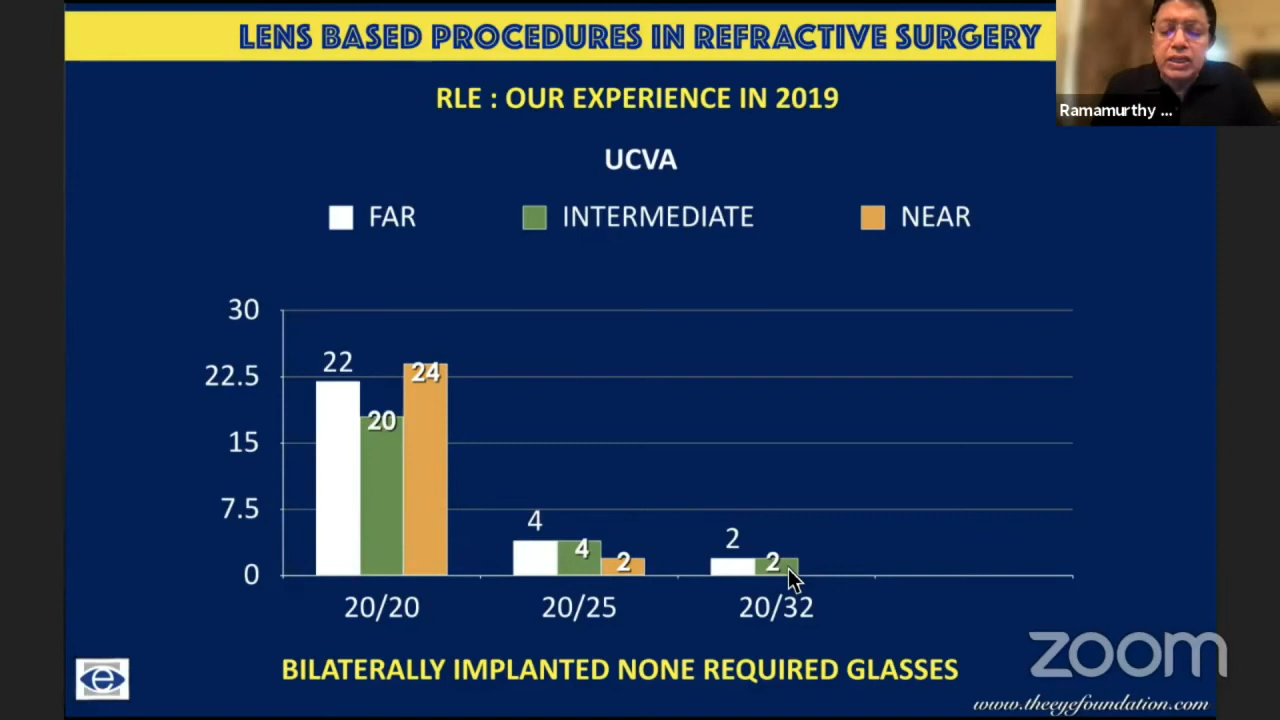 LENS BASED PROCEDURES IN REFRACTIVE SURGERY
Ramamurthy ...
RLE : OUR EXPERIENCE IN 2019
UCVA
FAR INTERMEDIATE NEAR
30
22.5
15
7.5
0
22 20 24
4 4 2
2 2
20/20 20/25 20/32
BILATERALLY IMPLANTED NONE REQUIRED GLASSES
e
zoom
www.theeyefoundation.com